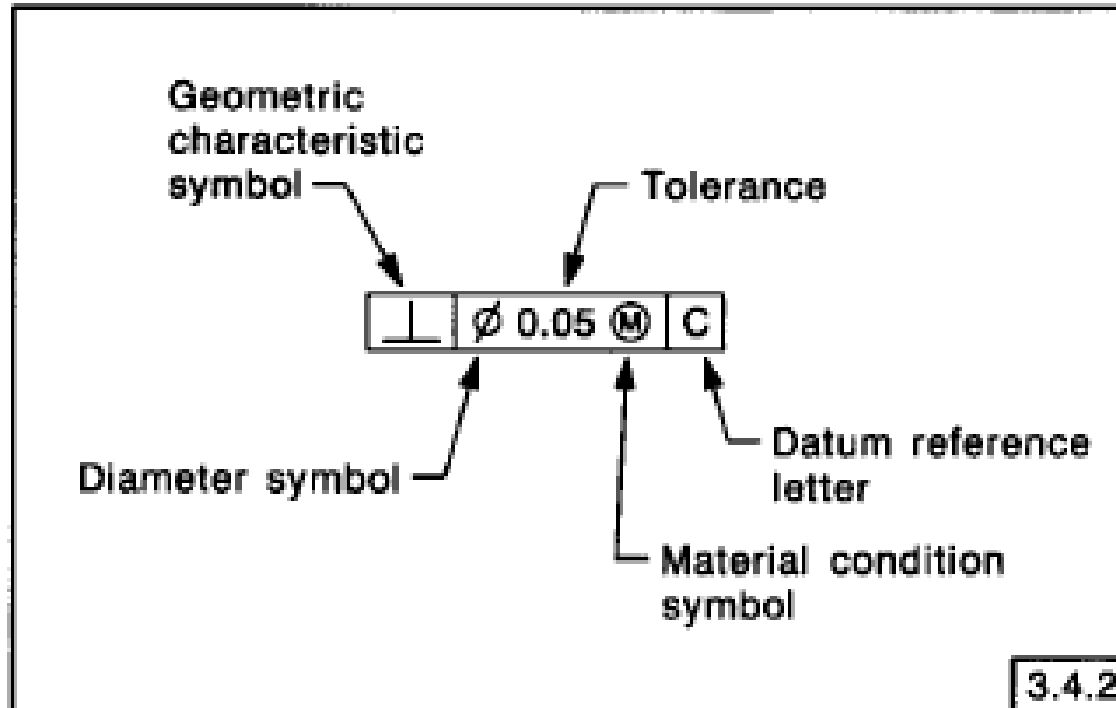 Geometric
characteristic
symbol
Tolerance
⊥ ⌀ 0.05 Ⓜ C
Diameter symbol
Datum reference
letter
Material condition
symbol
3.4.2